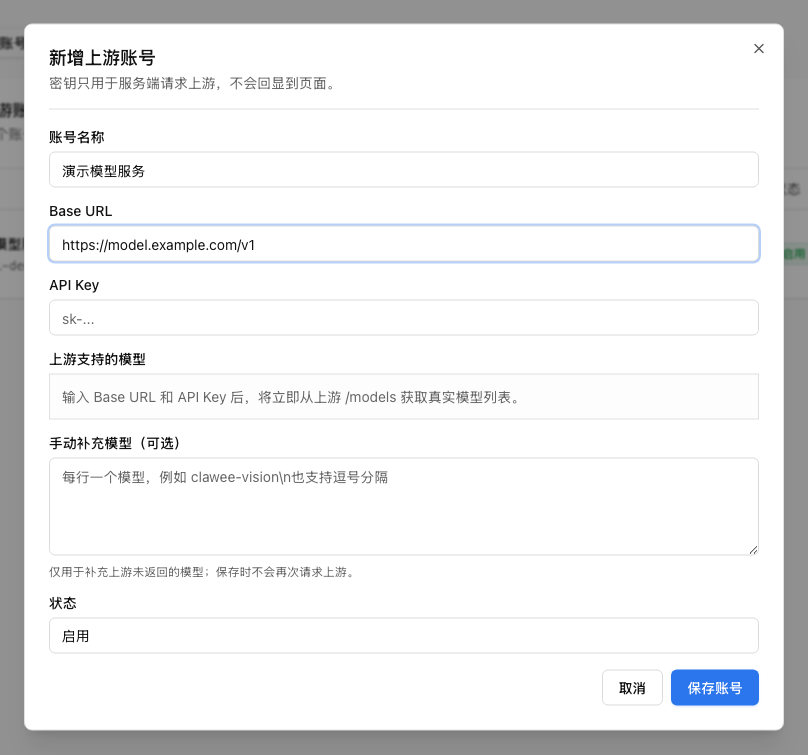 新增上游账号
密钥只用于服务端请求上游，不会回显到页面。
账号名称
演示模型服务
Base URL
https://model.example.com/v1
API Key
sk-...
上游支持的模型
输入 Base URL 和 API Key 后，将立即从上游 /models 获取真实模型列表。
手动补充模型（可选）
每行一个模型，例如 clawee-vision\n也支持逗号分隔
仅用于补充上游未返回的模型；保存时不会再次请求上游。
状态
启用
取消
保存账号
启用